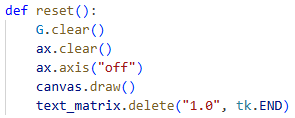 def reset():
    G.clear()
    ax.clear()
    ax.axis("off")
    canvas.draw()
    text_matrix.delete("1.0", tk.END)